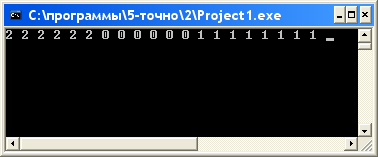 C:\программы\5-точно\2\Project1.exe
2 2 2 2 2 2 0 0 0 0 0 0 1 1 1 1 1 1 1 1 _